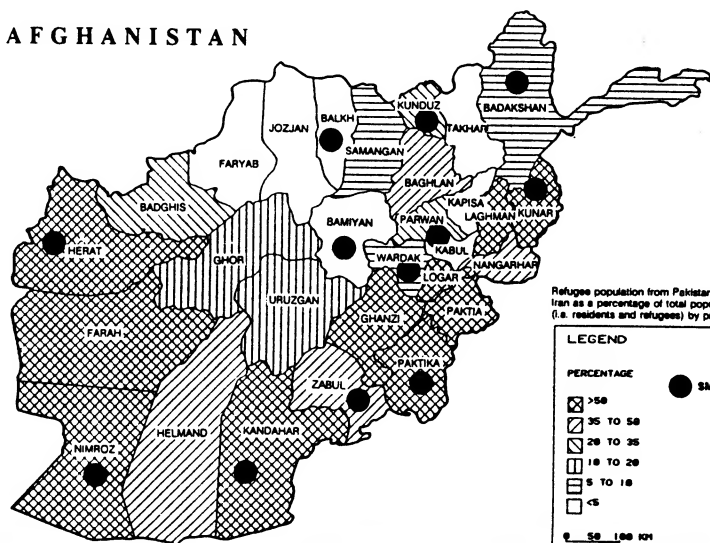 AFGHANISTAN
BADAKSHAN
KUNDUZ
BALKH
TAKHAR
JOZJAN
SAMANGAN
FARYAB
BAGHLAN
BADGHIS
KAPISA
KUNAR
LAGHMAN
PARWAN
BAMIYAN
HERAT
KABUL
GHOR
WARDAK
NANGARHAR
LOGAR
URUZGAN
PAKTIA
GHANZI
FARAH
PAKTIKA
ZABUL
HELMAND
KANDAHAR
NIMROZ
Refugee population from Pakistan
Iran as a percentage of total
(i.e. residents and refugees) by
LEGEND
PERCENTAGE
>50
35 TO 50
20 TO 35
10 TO 20
5 TO 10
<5
0 50 100 KM